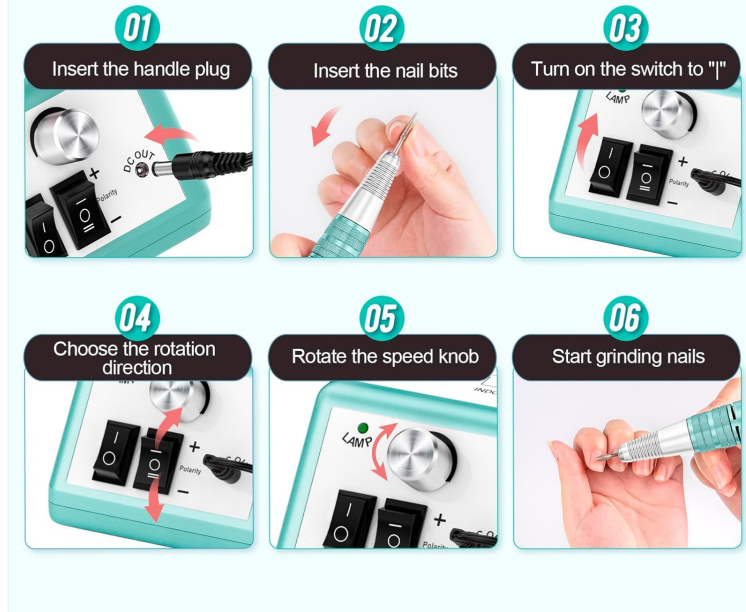 01
Insert the handle plug
DC OUT
+
Polarity
−
02
Insert the nail bits
03
Turn on the switch to "|"
LAMP
+
Polarity
−
04
Choose the rotation
direction
+
Polarity
−
05
Rotate the speed knob
LAMP
+
06
Start grinding nails